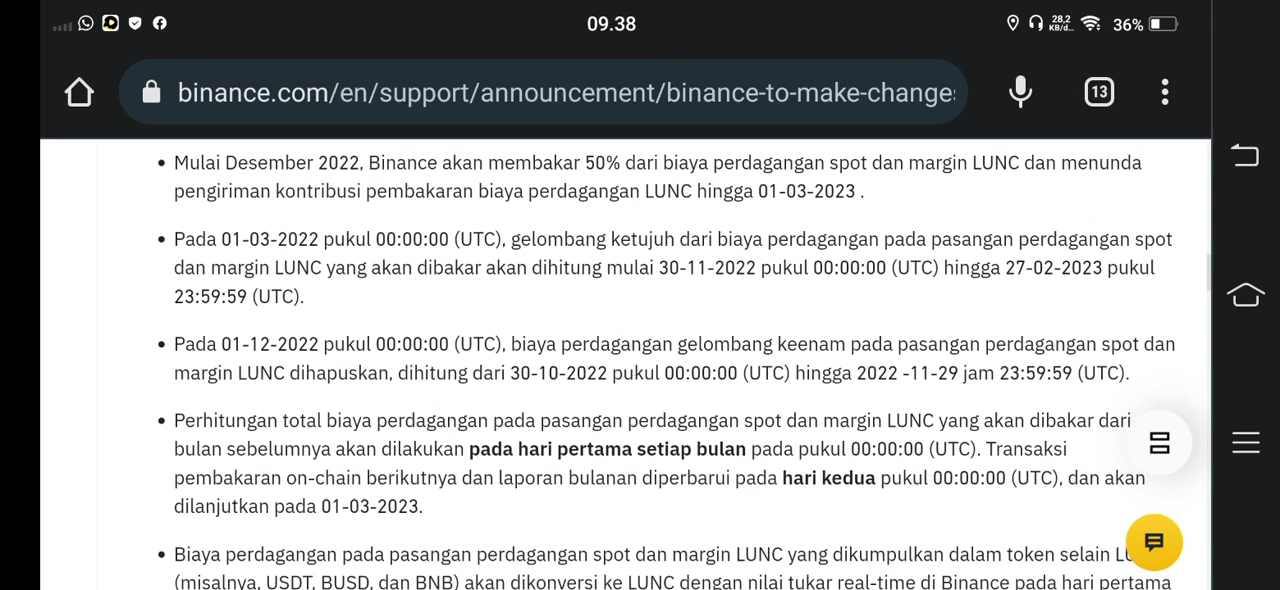 09.38
28,2
KB/d...
36%
binance.com/en/support/announcement/binance-to-make-changes
13
• Mulai Desember 2022, Binance akan membakar 50% dari biaya perdagangan spot dan margin LUNC dan menunda
pengiriman kontribusi pembakaran biaya perdagangan LUNC hingga 01-03-2023 .
• Pada 01-03-2022 pukul 00:00:00 (UTC), gelombang ketujuh dari biaya perdagangan pada pasangan perdagangan spot
dan margin LUNC yang akan dibakar akan dihitung mulai 30-11-2022 pukul 00:00:00 (UTC) hingga 27-02-2023 pukul
23:59:59 (UTC).
• Pada 01-12-2022 pukul 00:00:00 (UTC), biaya perdagangan gelombang keenam pada pasangan perdagangan spot dan
margin LUNC dihapuskan, dihitung dari 30-10-2022 pukul 00:00:00 (UTC) hingga 2022 -11-29 jam 23:59:59 (UTC).
• Perhitungan total biaya perdagangan pada pasangan perdagangan spot dan margin LUNC yang akan dibakar dari
bulan sebelumnya akan dilakukan pada hari pertama setiap bulan pada pukul 00:00:00 (UTC). Transaksi
pembakaran on-chain berikutnya dan laporan bulanan diperbarui pada hari kedua pukul 00:00:00 (UTC), dan akan
dilanjutkan pada 01-03-2023.
• Biaya perdagangan pada pasangan perdagangan spot dan margin LUNC yang dikumpulkan dalam token selain
(misalnya, USDT, BUSD, dan BNB) akan dikonversi ke LUNC dengan nilai tukar real-time di Binance pada hari pertama